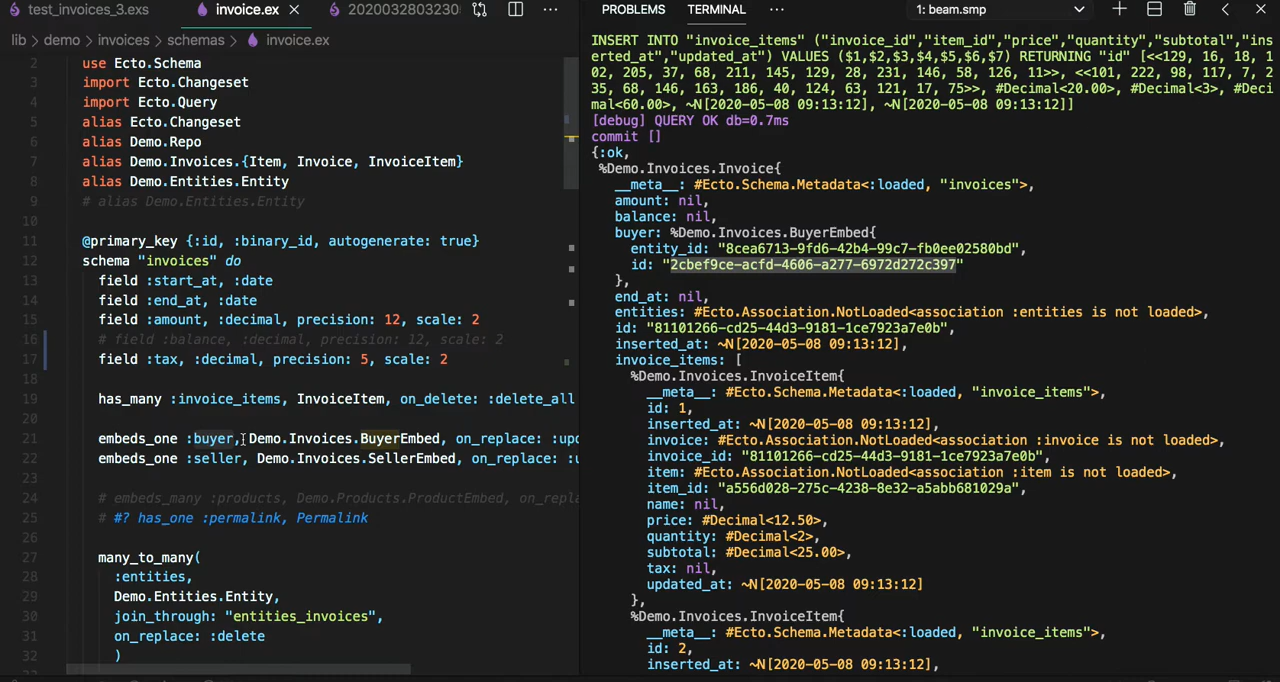 test_invoices_3.exs
invoice.ex
20200328032300
lib > demo > invoices > schemas > invoice.ex
2 use Ecto.Schema
3 import Ecto.Changeset
4 import Ecto.Query
5 alias Ecto.Changeset
6 alias Demo.Repo
7 alias Demo.Invoices.{Item, Invoice, InvoiceItem}
8 alias Demo.Entities.Entity
9 # alias Demo.Entities.Entity
10
11 @primary_key {:id, :binary_id, autogenerate: true}
12 schema "invoices" do
13 field :start_at, :date
14 field :end_at, :date
15 field :amount, :decimal, precision: 12, scale: 2
16 # field :balance, :decimal, precision: 12, scale: 2
17 field :tax, :decimal, precision: 5, scale: 2
18
19 has_many :invoice_items, InvoiceItem, on_delete: :delete_all
20
21 embeds_one :buyer, Demo.Invoices.BuyerEmbed, on_replace: :upd
22 embeds_one :seller, Demo.Invoices.SellerEmbed, on_replace: :u
23
24 # embeds_many :products, Demo.Products.ProductEmbed, on_repla
25 # #? has_one :permalink, Permalink
26
27 many_to_many(
28 :entities,
29 Demo.Entities.Entity,
30 join_through: "entities_invoices",
31 on_replace: :delete
32 )
PROBLEMS TERMINAL ··· 1: beam.smp
INSERT INTO "invoice_items" ("invoice_id","item_id","price","quantity","subtotal","ins
erted_at","updated_at") VALUES ($1,$2,$3,$4,$5,$6,$7) RETURNING "id" [<<129, 16, 18, 1
02, 205, 37, 68, 211, 145, 129, 28, 231, 146, 58, 126, 11>>, <<101, 222, 98, 117, 7, 2
35, 68, 146, 163, 186, 40, 124, 63, 121, 17, 75>>, #Decimal<20.00>, #Decimal<3>, #Deci
mal<60.00>, ~N[2020-05-08 09:13:12], ~N[2020-05-08 09:13:12]]
[debug] QUERY OK db=0.7ms
commit []
{:ok,
%Demo.Invoices.Invoice{
__meta__: #Ecto.Schema.Metadata<:loaded, "invoices">,
amount: nil,
balance: nil,
buyer: %Demo.Invoices.BuyerEmbed{
entity_id: "8cea6713-9fd6-42b4-99c7-fb0ee02580bd",
id: "2cbef9ce-acfd-4606-a277-6972d272c397"
},
end_at: nil,
entities: #Ecto.Association.NotLoaded<association :entities is not loaded>,
id: "81101266-cd25-44d3-9181-1ce7923a7e0b",
inserted_at: ~N[2020-05-08 09:13:12],
invoice_items: [
%Demo.Invoices.InvoiceItem{
__meta__: #Ecto.Schema.Metadata<:loaded, "invoice_items">,
id: 1,
inserted_at: ~N[2020-05-08 09:13:12],
invoice: #Ecto.Association.NotLoaded<association :invoice is not loaded>,
invoice_id: "81101266-cd25-44d3-9181-1ce7923a7e0b",
item: #Ecto.Association.NotLoaded<association :item is not loaded>,
item_id: "a556d028-275c-4238-8e32-a5abb681029a",
name: nil,
price: #Decimal<12.50>,
quantity: #Decimal<2>,
subtotal: #Decimal<25.00>,
tax: nil,
updated_at: ~N[2020-05-08 09:13:12]
},
%Demo.Invoices.InvoiceItem{
__meta__: #Ecto.Schema.Metadata<:loaded, "invoice_items">,
id: 2,
inserted_at: ~N[2020-05-08 09:13:12],